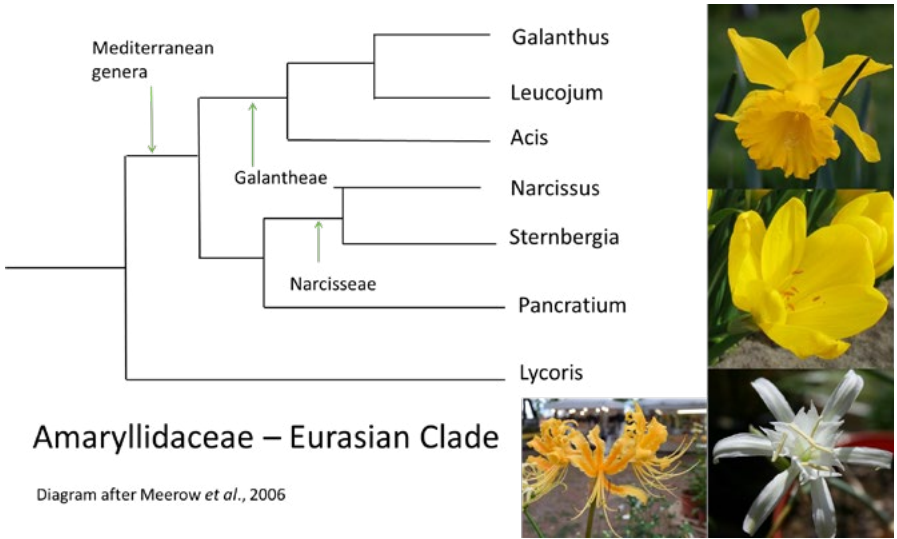 Mediterranean
genera
Galanthus
Leucojum
Acis
Galantheae
Narcissus
Sternbergia
Narcisseae
Pancratium
Lycoris
Amaryllidaceae – Eurasian Clade
Diagram after Meerow et al., 2006